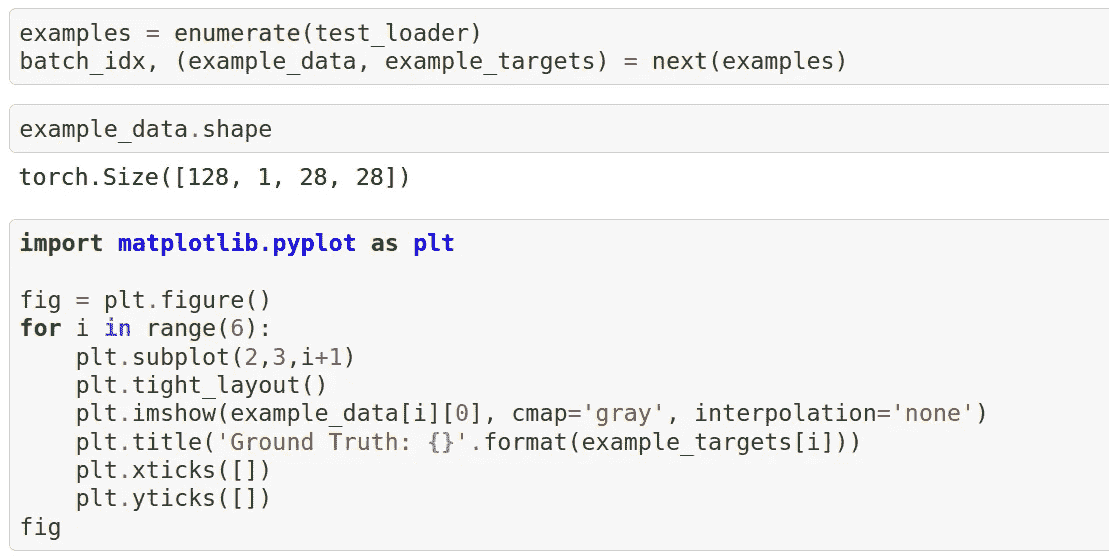 examples = enumerate(test_loader)
batch_idx, (example_data, example_targets) = next(examples)
example_data.shape
torch.Size([128, 1, 28, 28])
import matplotlib.pyplot as plt
fig = plt.figure()
for i in range(6):
    plt.subplot(2,3,i+1)
    plt.tight_layout()
    plt.imshow(example_data[i][0], cmap='gray', interpolation='none')
    plt.title('Ground Truth: {}'.format(example_targets[i]))
    plt.xticks([])
    plt.yticks([])
fig